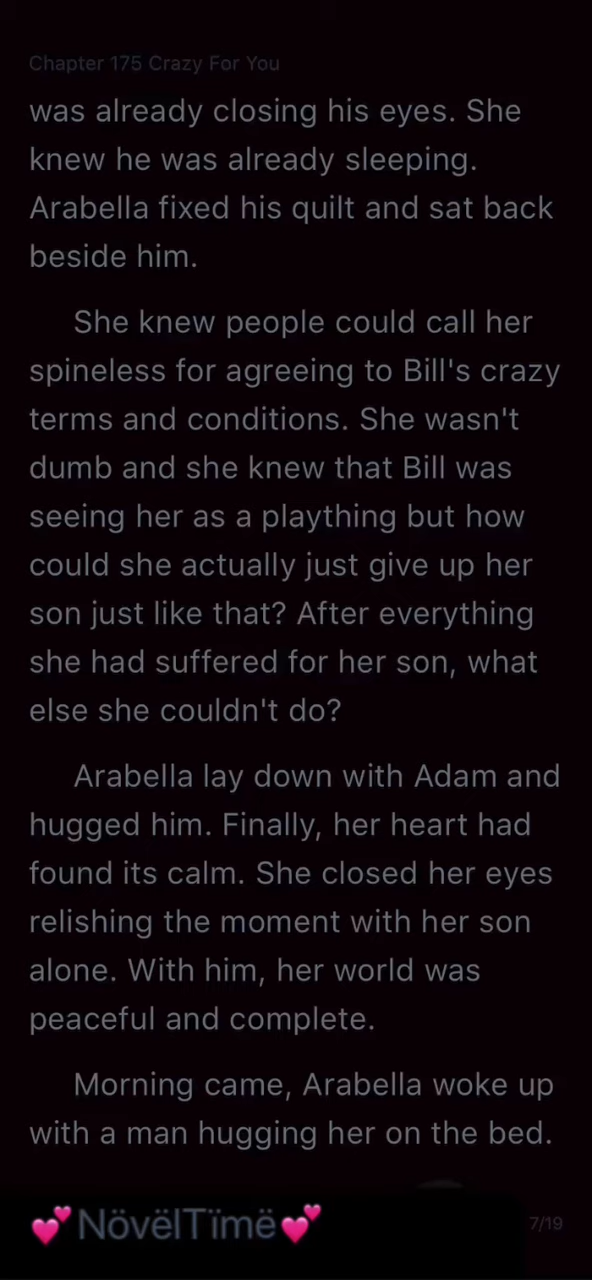 Chapter 175 Crazy For You
was already closing his eyes. She
knew he was already sleeping.
Arabella fixed his quilt and sat back
beside him.
She knew people could call her
spineless for agreeing to Bill's crazy
terms and conditions. She wasn't
dumb and she knew that Bill was
seeing her as a plaything but how
could she actually just give up her
son just like that? After everything
she had suffered for her son, what
else she couldn't do?
Arabella lay down with Adam and
hugged him. Finally, her heart had
found its calm. She closed her eyes
relishing the moment with her son
alone. With him, her world was
peaceful and complete.
Morning came, Arabella woke up
with a man hugging her on the bed.
💕NövëlTïmë💕
7/19